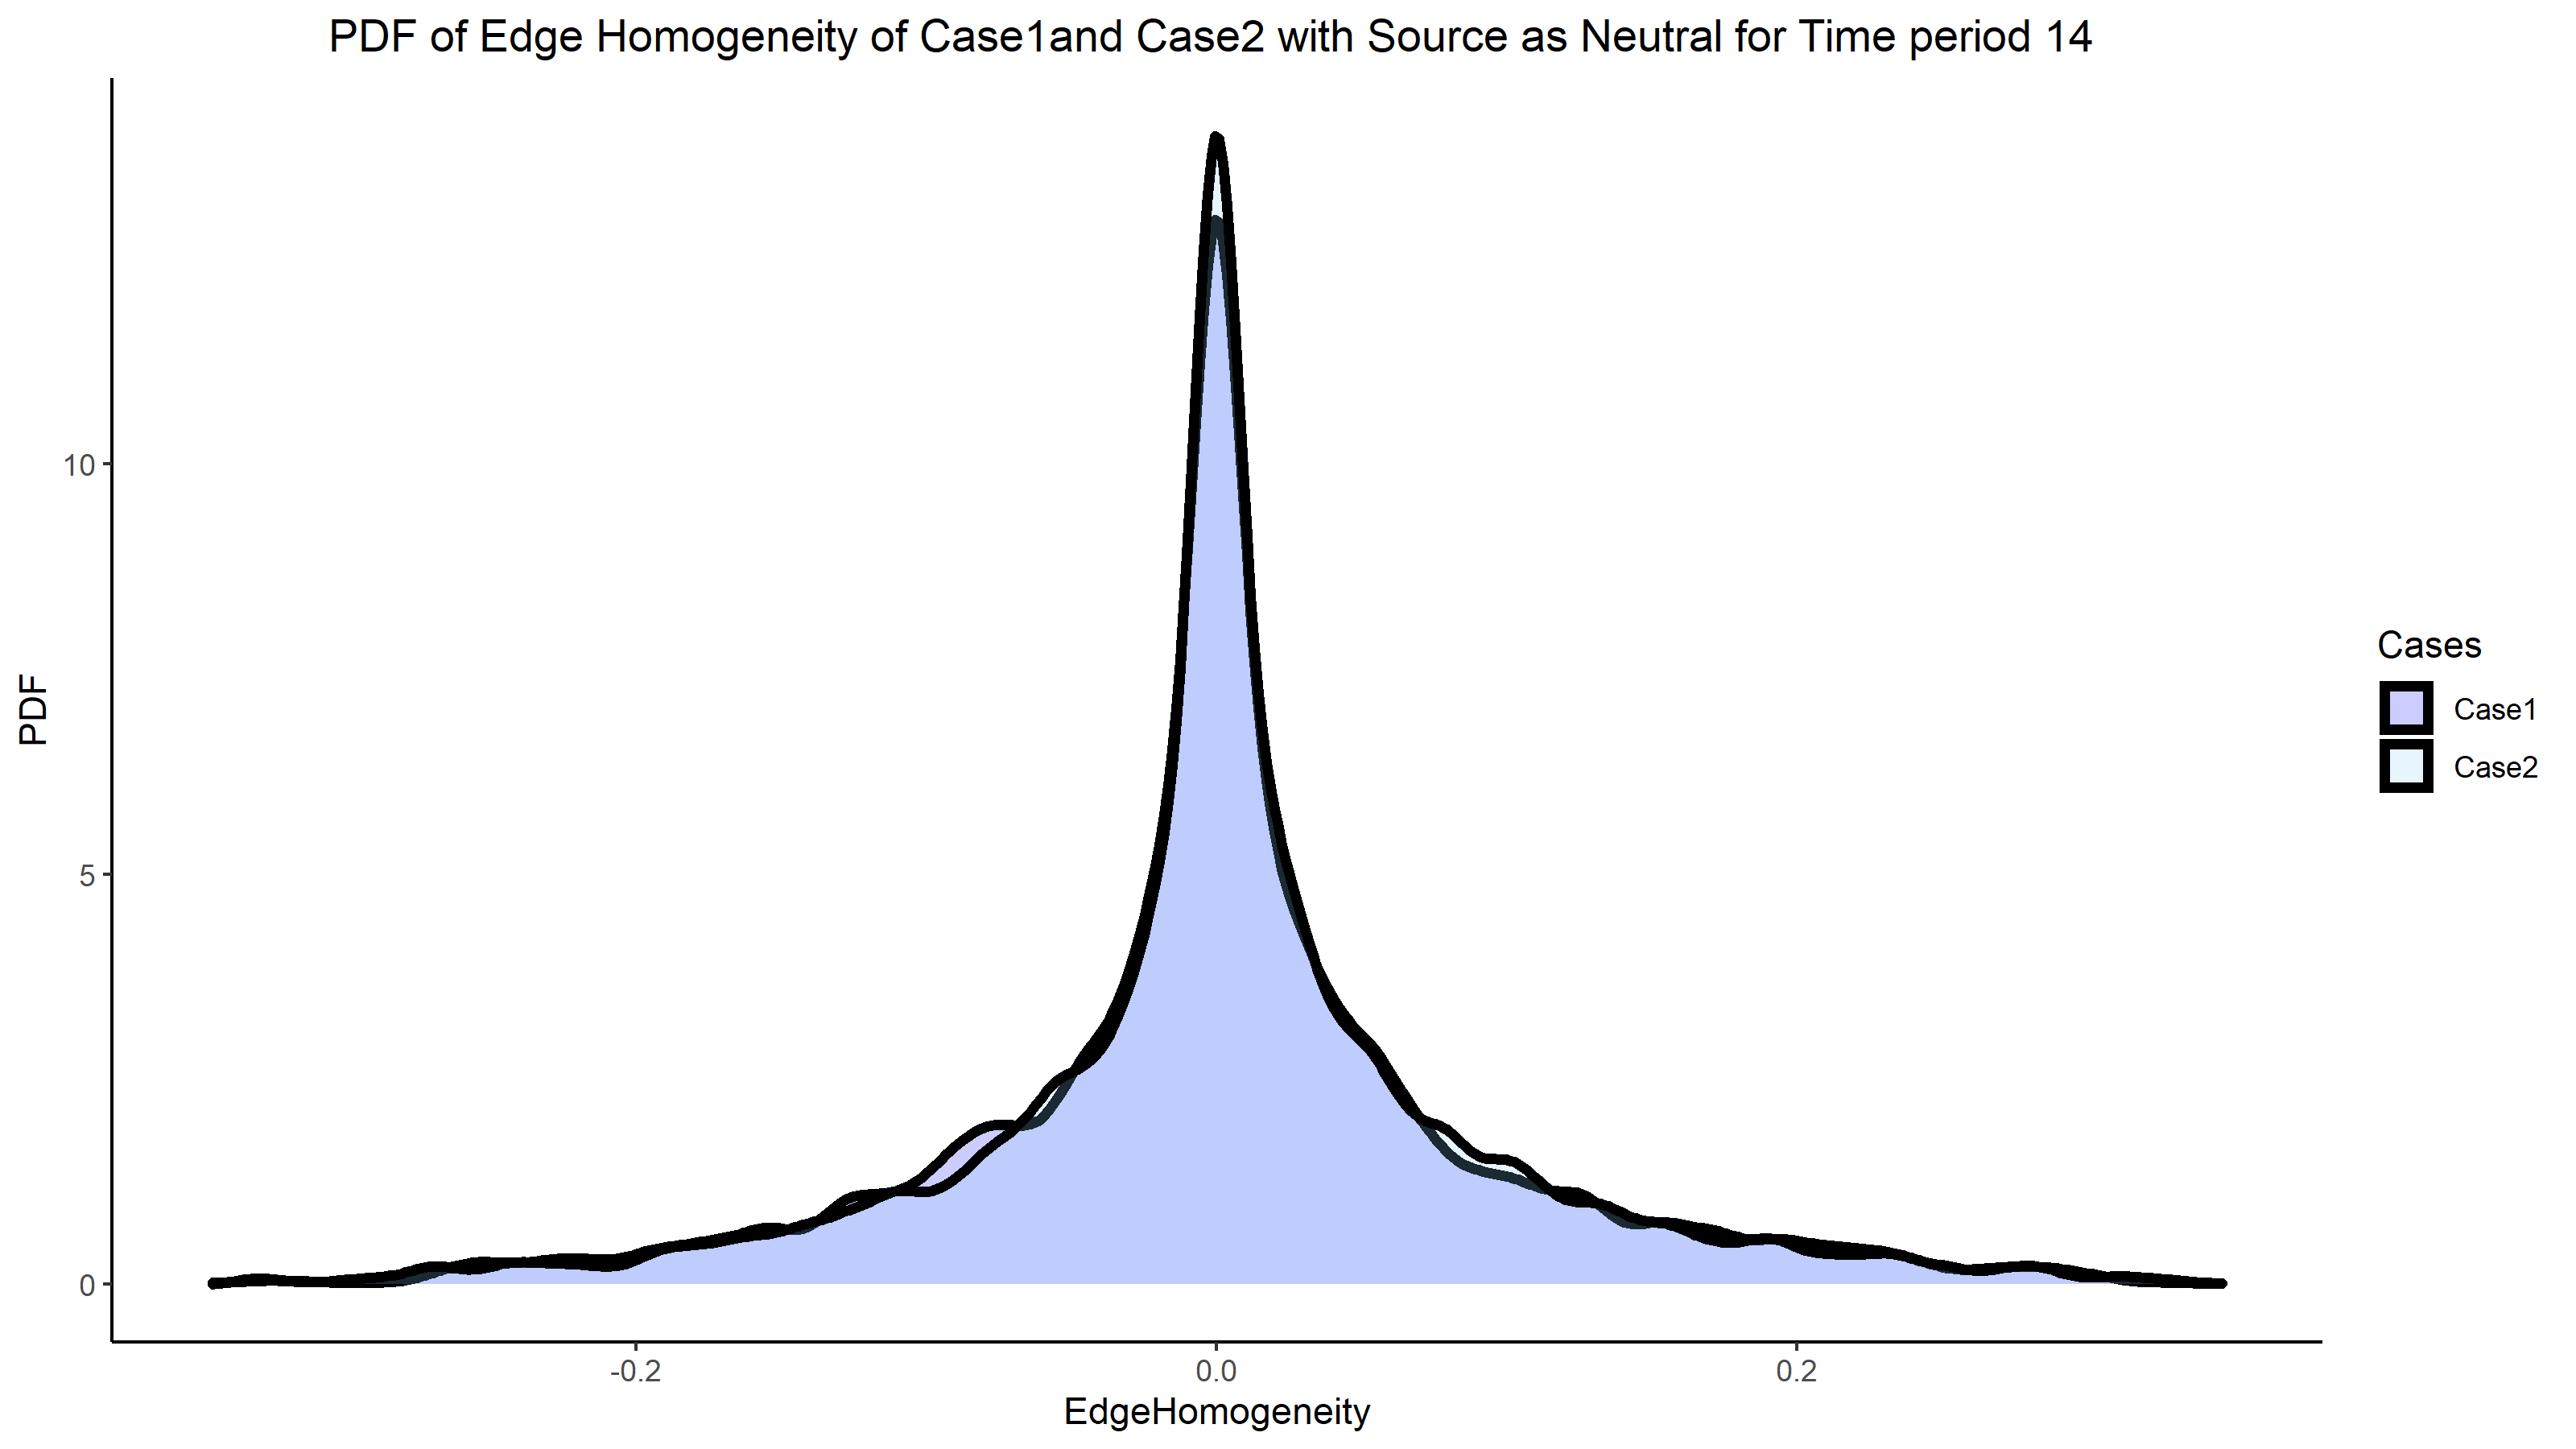 PDF of Edge Homogeneity of Case1and Case2 with Source as Neutral for Time period 14
PDF
10
5
0
-0.2
0.0
0.2
EdgeHomogeneity
Cases
Case1
Case2